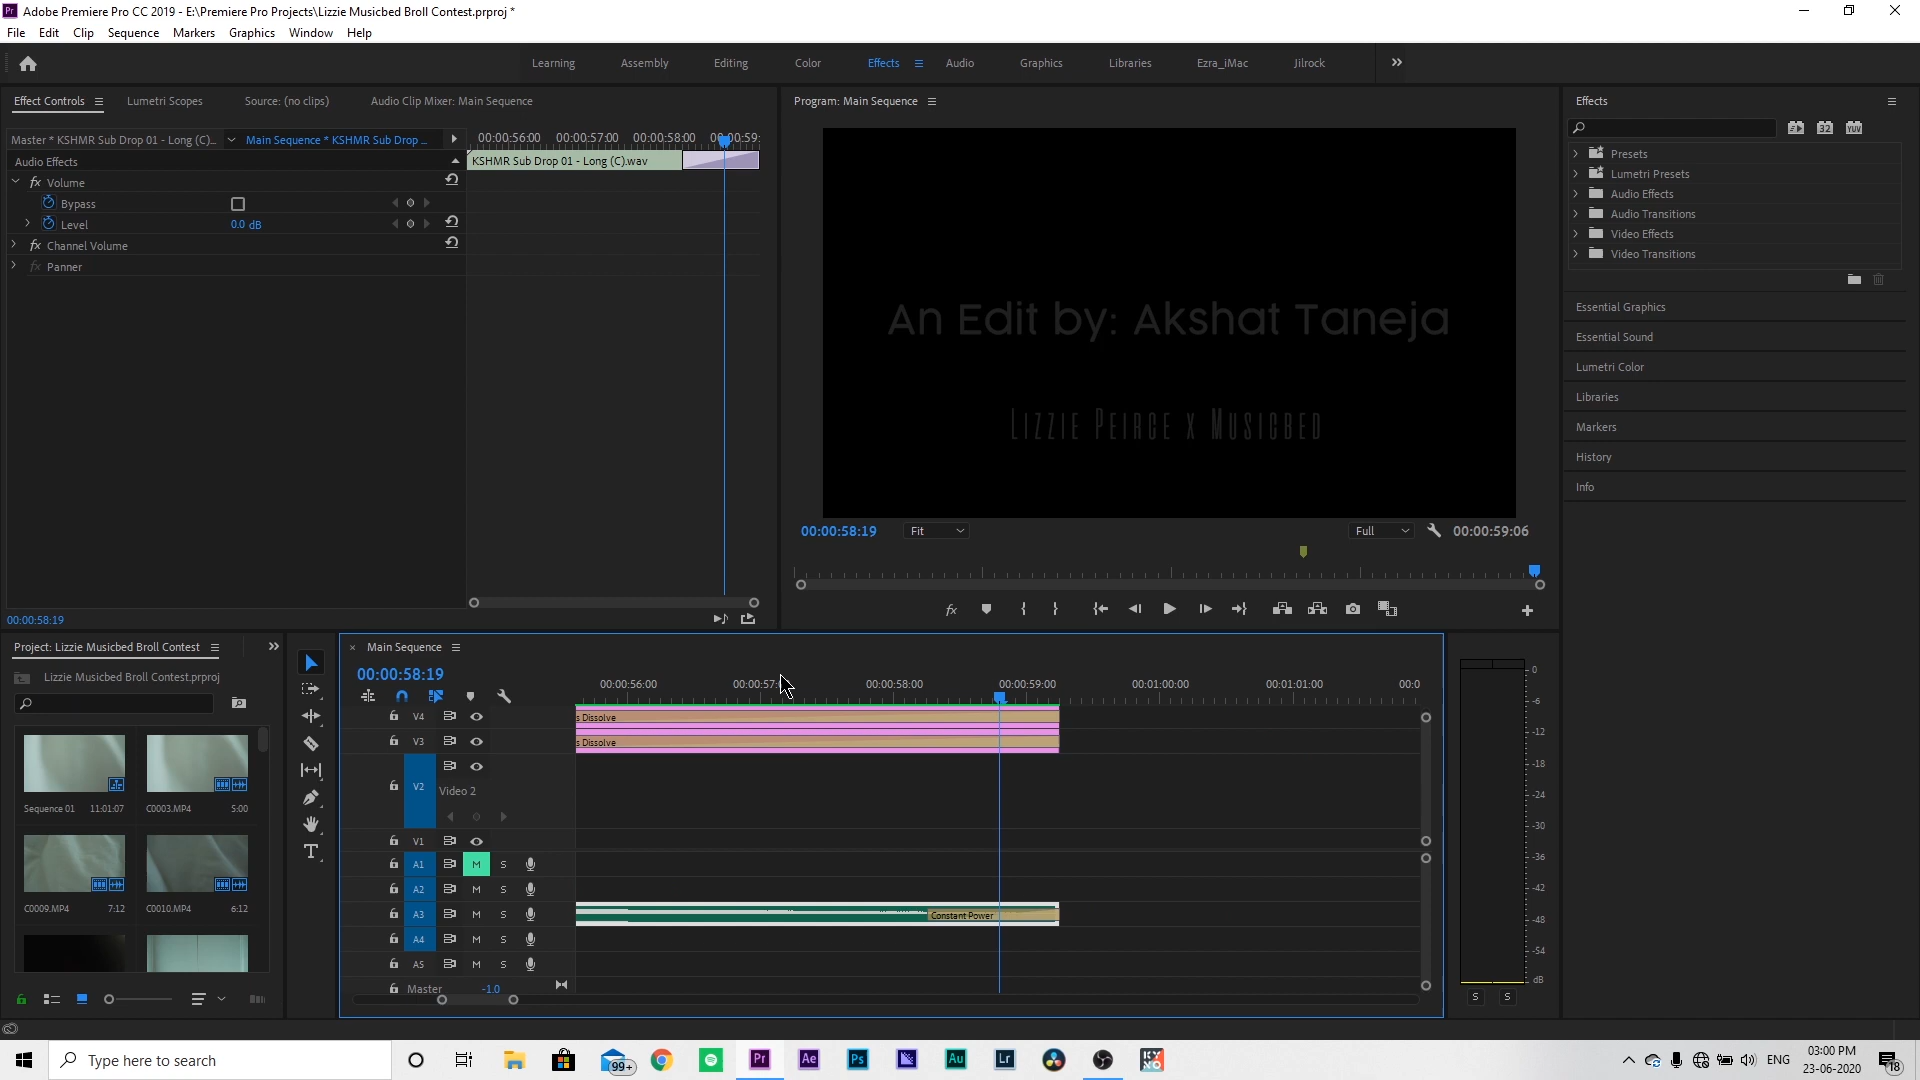 Adobe Premiere Pro CC 2019 - E:\Premiere Pro Projects\Lizzie Musicbed Broll Contest.prproj *
File Edit Clip Sequence Markers Graphics Window Help
Learning Assembly Editing Color Effects Audio Graphics Libraries Ezra_iMac Jilrock
Effect Controls Lumetri Scopes Source: (no clips) Audio Clip Mixer: Main Sequence
Master * KSHMR Sub Drop 01 - Long (C)... Main Sequence * KSHMR Sub Drop ...
00:00:56:00 00:00:57:00 00:00:58:00 00:00:59:
Audio Effects
KSHMR Sub Drop 01 - Long (C).wav
fx Volume
Bypass
Level 0.0 dB
fx Channel Volume
fx Panner
00:00:58:19
Program: Main Sequence
An Edit by: Akshat Taneja
Lizzie Peirce x Musicbed
00:00:58:19 Fit Full 00:00:59:06
fx
Effects
32 YUV
Presets
Lumetri Presets
Audio Effects
Audio Transitions
Video Effects
Video Transitions
Essential Graphics
Essential Sound
Lumetri Color
Libraries
Markers
History
Info
Project: Lizzie Musicbed Broll Contest
Lizzie Musicbed Broll Contest.prproj
Sequence 01 11:01:07 C0003.MP4 5:00
C0009.MP4 7:12 C0010.MP4 6:12
T
Main Sequence
00:00:58:19
00:00:56:00 00:00:57: 00:00:58:00 00:00:59:00 00:01:00:00 00:01:01:00 00:0
V4 s Dissolve
V3 s Dissolve
V2 Video 2
V1
A1 M S
A2 M S
A3 M S Constant Power
A4 M S
A5 M S
Master -1.0
0
-6
-12
-18
-24
-30
-36
-42
-48
-54
dB
S S
Type here to search
99+ Pr Ae Ps Au Lr KY NO
ENG 03:00 PM
23-06-2020 18